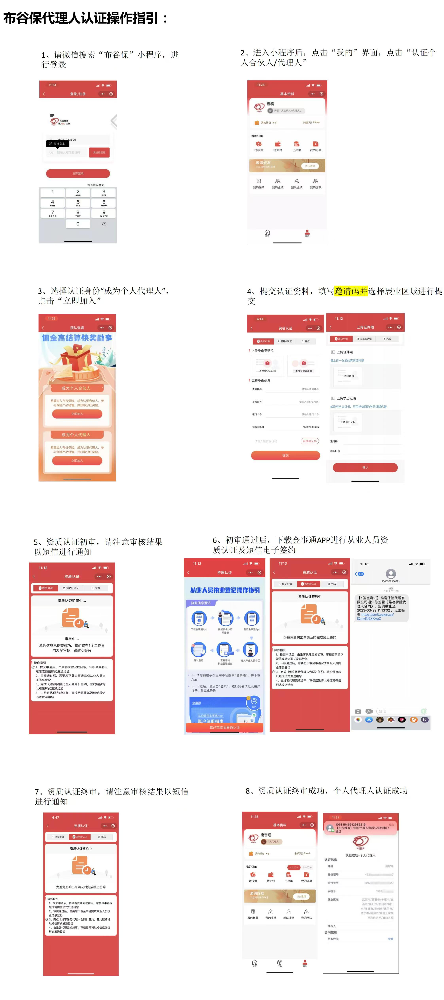 布谷保代理人认证操作指引：
1、请微信搜索“布谷保”小程序，进
行登录
11:24
登录/注册
布谷维客
Bugoo Wiki
15927033605
扫描文本
请输入短信验证码
发送验证码
立即登录
账号密码登录
1
2
ABC
3
DEF
4
GHI
5
JKL
6
MNO
7
PQRS
8
TUV
9
WXYZ
0
2、进入小程序后，点击“我的”界面，点击“认证个
人合伙人/代理人”
11:25
基本资料
游客
认证个人合伙人/代理人
我的钱包
余额(元):****
我的订单
待核保
待支付
已出单
我的订单
邀请好友
点击邀请
我的保单
我的业绩
团队业绩
我的团队
首页
我的
3、选择认证身份“成为个人代理人”，
点击“立即加入”
11:25
团队邀请
佣金高结算快奖励多
成为个人合伙人
希望加入布谷保险，成为认证合伙人，参
与保险产品销售，并获取分红奖励。
立即加入
成为个人代理人
希望加入布谷保险，成为认证代理人，参
与保险产品销售，并获取分红奖励。
立即加入
4、提交认证资料，填写邀请码并选择展业区域进行提
交
4:44
实名认证
1 提交申请
2 签约&认证
3 完成
上传身份证照片
上传身份证正面
上传身份证反面
完善身份信息
真实姓名
请输入真实姓名
身份证号
请输入身份证号码
银行卡号
请输入银行卡号
预留手机号
15927033605
请输入短信验证码
获取验证码
提交
11:12
上传证件照
1 提交申请
2 签约&认证
3 完成
上传证件照
请上传一张您的真实证件照
上传证件照
上传学历证明
如没有毕业证书，可用学信网的学历证明代替
上传学历证明
邀请码
展业区域
确认
5、资质认证初审，请注意审核结果
以短信进行通知
11:12
资质认证
1 提交申请
2 签约&认证
3 完成
资质认证初审中...
审核中...
您的信息已提交成功，我们将在3个工作日
内为您审核，请耐心等待
操作指引
1、提交申请后，由维客代理完成初审，审核结果将以
短信或微信形式发送给您
2、审核通过后，需要您下载金事通完成从业人员执
业信息登记
3、完成《维客保险代理人合同》签约，签约链接将
以短信形式发送给您
4、由维客代理完成终审，审核结果将以短信或微信
形式发送给您
6、初审通过后，下载金事通APP进行从业人员资
质认证及短信电子签约
11:13
资质认证
从业人员执业登记操作指引
执业信息登记
金事通
金事通
下载金事通App
完成实名认证
并注册
登录金事通App
确认登记
查看您的
执业登记任务
进入从业人员专区
1、请您前往手机应用市场搜索“金事通”，并下载
App
2、下载后，请点击“登录”，进行实名认证及用户
注册，并完成登录
金事通
3
登录
欢迎使用金事通App
账户注册指南
我已完成金事通认证
11:13
资质认证
1 提交申请
2 签约&认证
3 完成
资质认证签约中
为避免影响出单请及时完成线上签约
操作指引
1、提交申请后，由维客代理完成初审，审核结果将以
短信或微信形式发送给您
2、审核通过后，需要您下载金事通完成从业人员执
业信息登记
3、完成《维客保险代理人合同》签约，签约链接将
以短信形式发送给您
4、由维客代理完成终审，审核结果将以短信或微信
形式发送给您
11:13
168
106855933872
短信
今天 上午 11:13
【e签宝测试】维客保险代理有
限公司通知您签署《维客保险代
理人合同》，签约截止至
2023-03-29 11:13:02，点击签
署 https://smlt.esign.cn/
IQmvlN5XKAgZ
短信
7、资质认证终审，请注意审核结果以短信
进行通知
4:47
资质认证
1 提交申请
2 签约&认证
3 完成
资质认证签约中
为避免影响出单请及时完成线上签约
操作指引
1、提交申请后，由维客代理完成初审，审核结果将以
短信或微信形式发送给您
2、审核通过后，需要您下载金事通完成从业人员执
业信息登记
3、完成《维客保险代理人合同》签约，签约链接将
以短信形式发送给您
4、由维客代理完成终审，审核结果将以短信或微信
形式发送给您
8、资质认证终审成功，个人代理人认证成功
11:15
基本资料
唐智珊
个人代理人
我的钱包
余额(元):****
我的订单
待核保
待支付
已出单
我的订单
邀请好友
点击邀请
我的保单
我的业绩
团队业绩
我的团队
首页
产品
我的
11:31
10681546912989219
现在
【布谷维客】您的代理人资质认证终审已
通过
认证成功-个人代理人
认证信息
姓名
唐智珊
身份证号
422
7
银行卡号
621
20
手机号
1592
展业区域
武汉市/黄石市/十堰市/宜
昌市/襄阳市/鄂州市/荆门
市/孝感市/荆州市/黄冈市/
咸宁市/随州市/恩施土家族
苗族自治州/直辖县级
推荐人
合同信息
劳务合同
查看